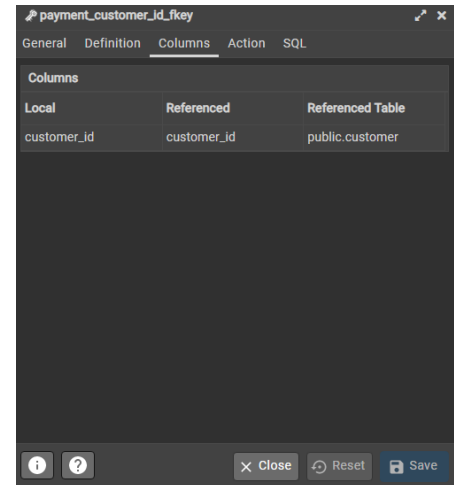 payment_customer_id_fkey
General Definition Columns Action SQL
Columns
Local Referenced Referenced Table
customer_id customer_id public.customer
Close Reset Save